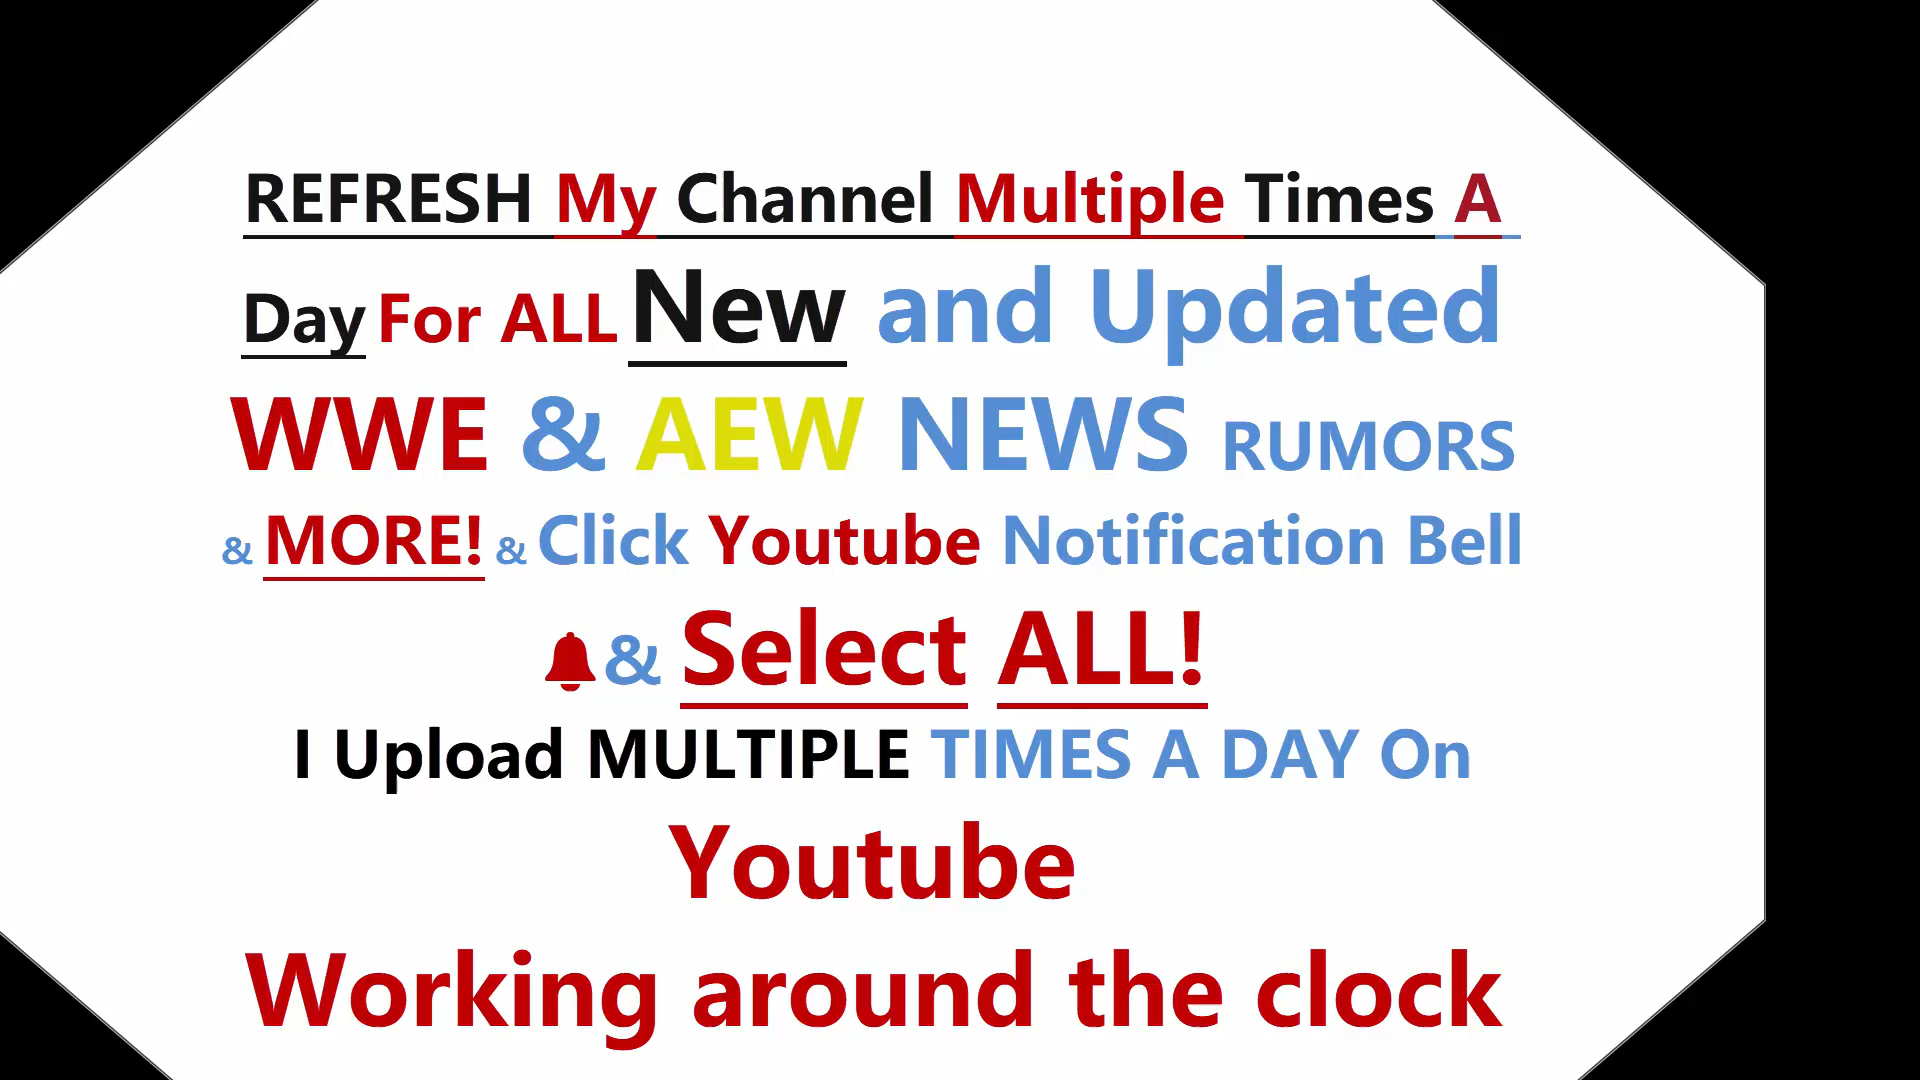 REFRESH My Channel Multiple Times A
Day For ALL New and Updated
WWE & AEW NEWS RUMORS
& MORE! & Click Youtube Notification Bell
🔔& Select ALL!
I Upload MULTIPLE TIMES A DAY On
Youtube
Working around the clock